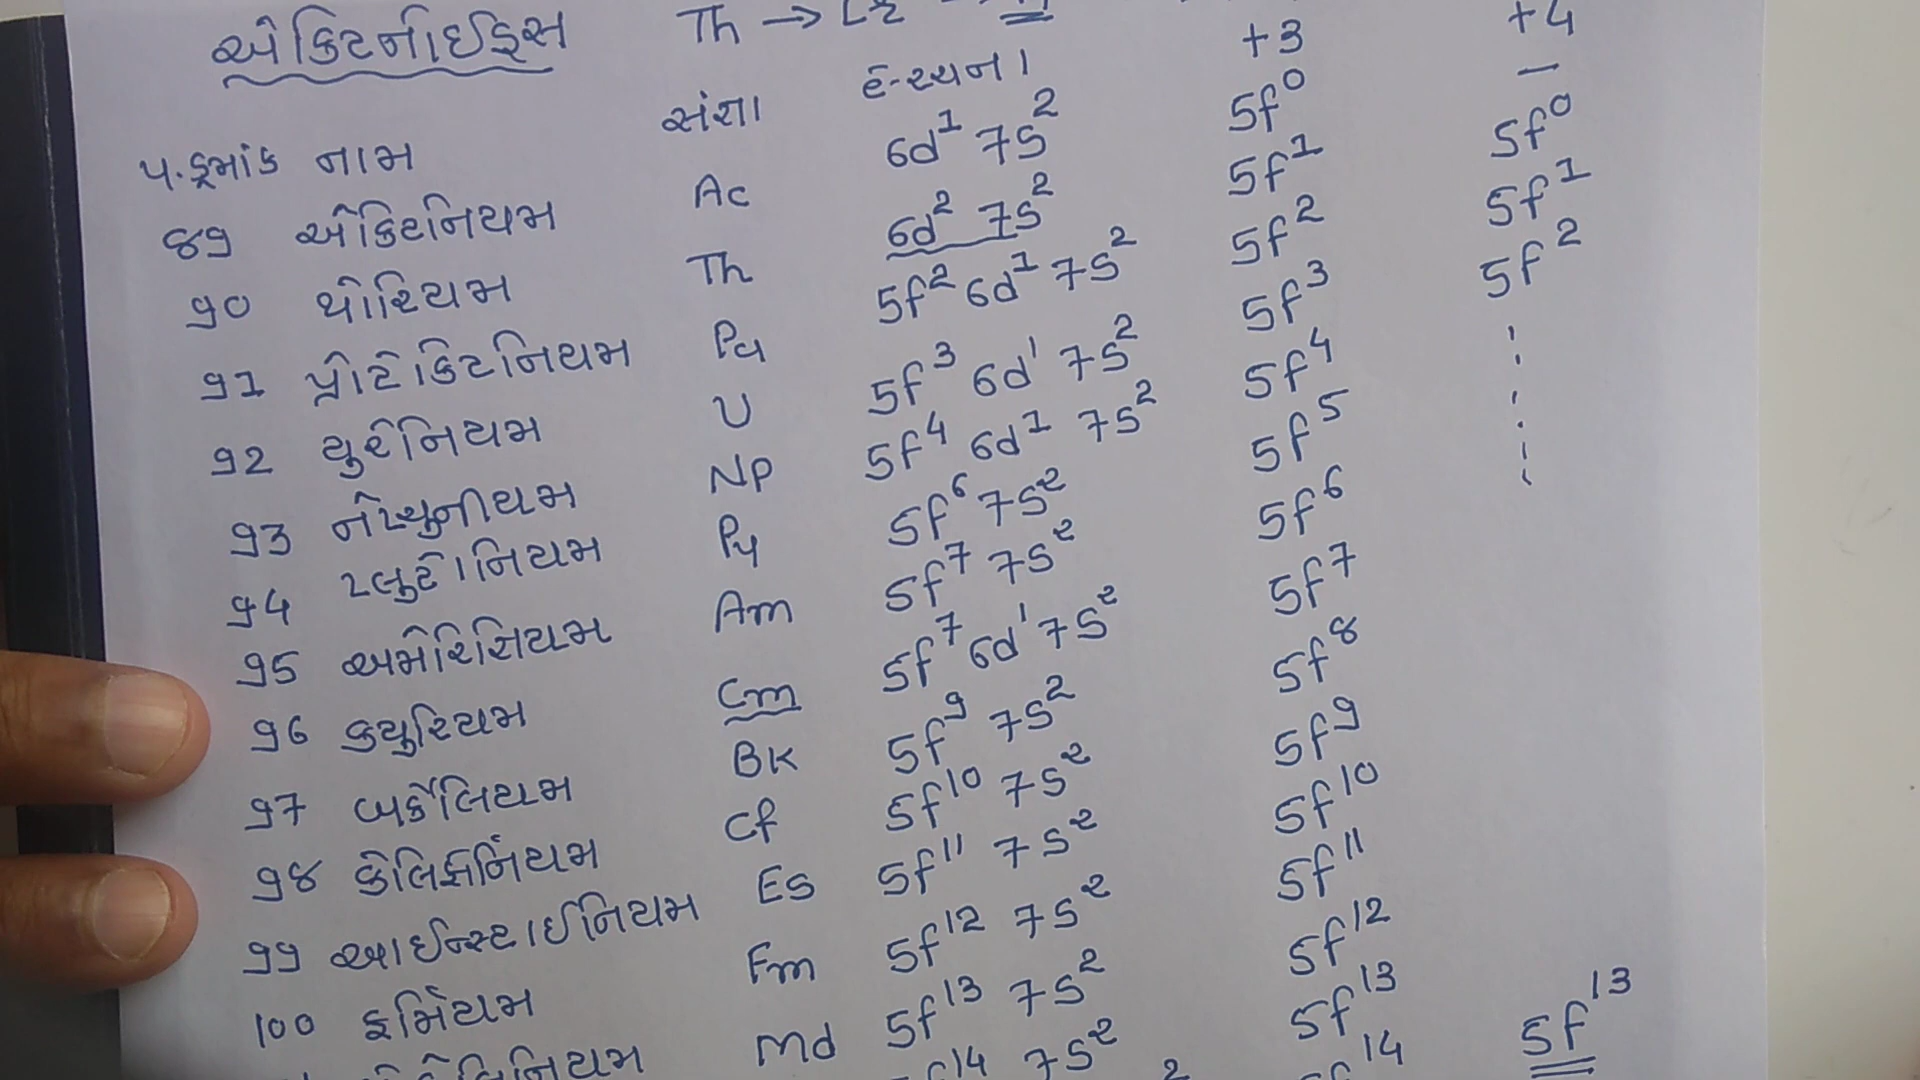 એક્ટિનૉઇડ્સ Th → Lr
પ.ક્રમાંક નામ સંજ્ઞા ઇ-રચના +3 +4
89 ઍક્ટિનિયમ Ac 6d¹ 7s² 5f⁰ —
90 થોરિયમ Th 6d² 7s² 5f¹ 5f⁰
91 પ્રોટેક્ટિનિયમ Pa 5f² 6d¹ 7s² 5f² 5f¹
92 યુરેનિયમ U 5f³ 6d¹ 7s² 5f³ 5f²
93 નેપ્ચ્યુનીયમ Np 5f⁴ 6d¹ 7s² 5f⁴
94 પ્લુટોનિયમ Pu 5f⁶ 7s² 5f⁵
95 અમેરિસિયમ Am 5f⁷ 7s² 5f⁶
96 ક્યુરિયમ Cm 5f⁷ 6d¹ 7s² 5f⁷
97 બર્કેલિયમ Bk 5f⁹ 7s² 5f⁸
98 કેલિફોર્નિયમ Cf 5f¹⁰ 7s² 5f⁹
99 આઈન્સ્ટાઈનિયમ Es 5f¹¹ 7s² 5f¹⁰
100 ફર્મિયમ Fm 5f¹² 7s² 5f¹¹
Md 5f¹³ 7s² 5f¹²
5f¹⁴ 7s² 5f¹³ 5f¹³
5f¹⁴